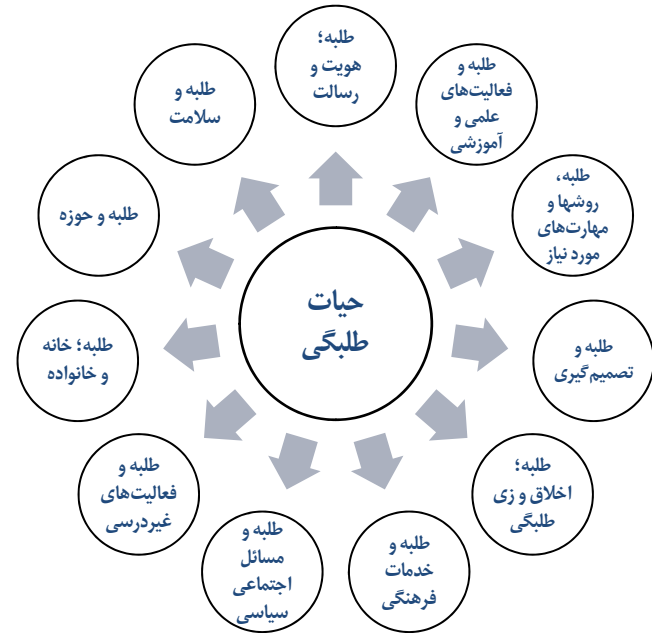 حیات
طلبگی
طلبه؛
هویت و
رسالت
طلبه و
فعالیت‌های
علمی و
آموزشی
طلبه،
روشها و
مهارت‌های
مورد نیاز
طلبه و
تصمیم‌گیری
طلبه؛
اخلاق و زی
طلبگی
طلبه و
خدمات
فرهنگی
طلبه و
مسائل
اجتماعی
سیاسی
طلبه و
فعالیت‌های
غیردرسی
طلبه؛ خانه
و خانواده
طلبه و حوزه
طلبه و
سلامت